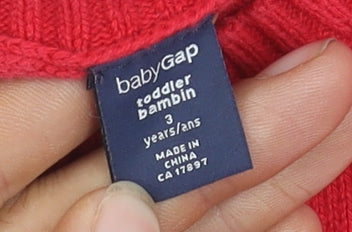 babyGap
toddler
bambin
3
years/ans
MADE IN
CHINA
CA 17897